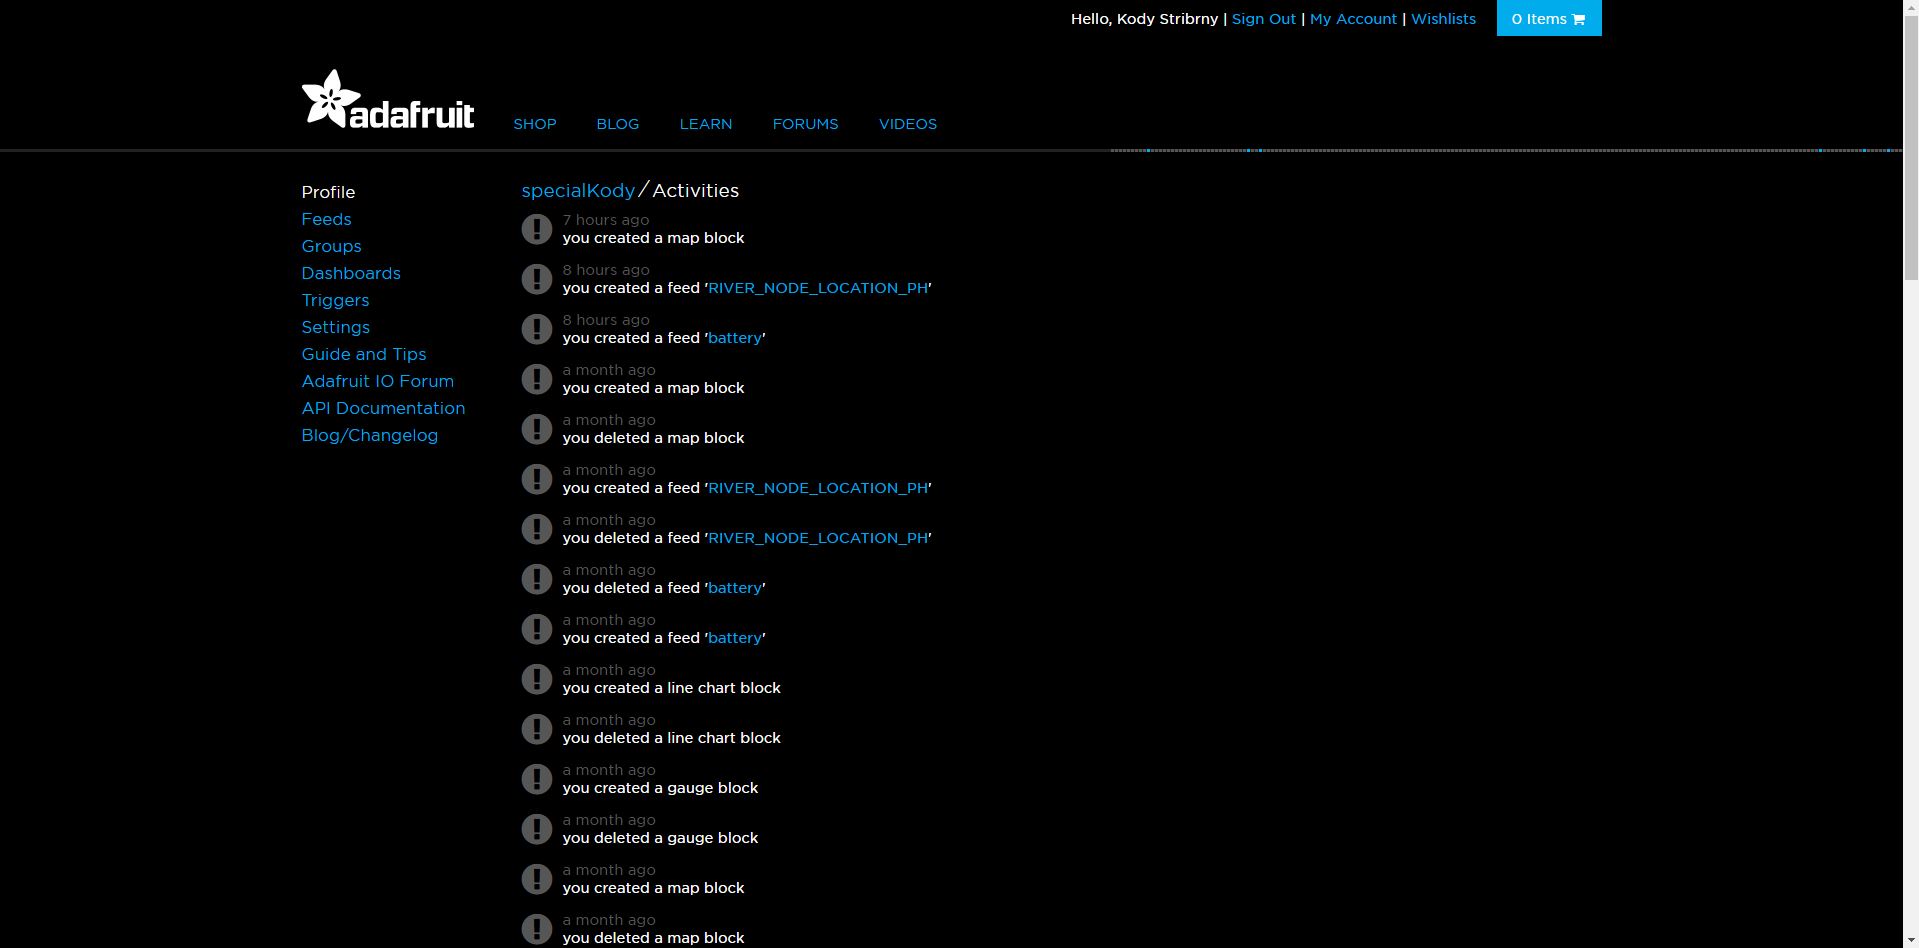 Hello, Kody Stribrny | Sign Out | My Account | Wishlists
0 Items
adafruit
SHOP BLOG LEARN FORUMS VIDEOS
Profile
Feeds
Groups
Dashboards
Triggers
Settings
Guide and Tips
Adafruit IO Forum
API Documentation
Blog/Changelog
specialKody / Activities
7 hours ago
you created a map block
8 hours ago
you created a feed 'RIVER_NODE_LOCATION_PH'
8 hours ago
you created a feed 'battery'
a month ago
you created a map block
a month ago
you deleted a map block
a month ago
you created a feed 'RIVER_NODE_LOCATION_PH'
a month ago
you deleted a feed 'RIVER_NODE_LOCATION_PH'
a month ago
you deleted a feed 'battery'
a month ago
you created a feed 'battery'
a month ago
you created a line chart block
a month ago
you deleted a line chart block
a month ago
you created a gauge block
a month ago
you deleted a gauge block
a month ago
you created a map block
a month ago
you deleted a map block